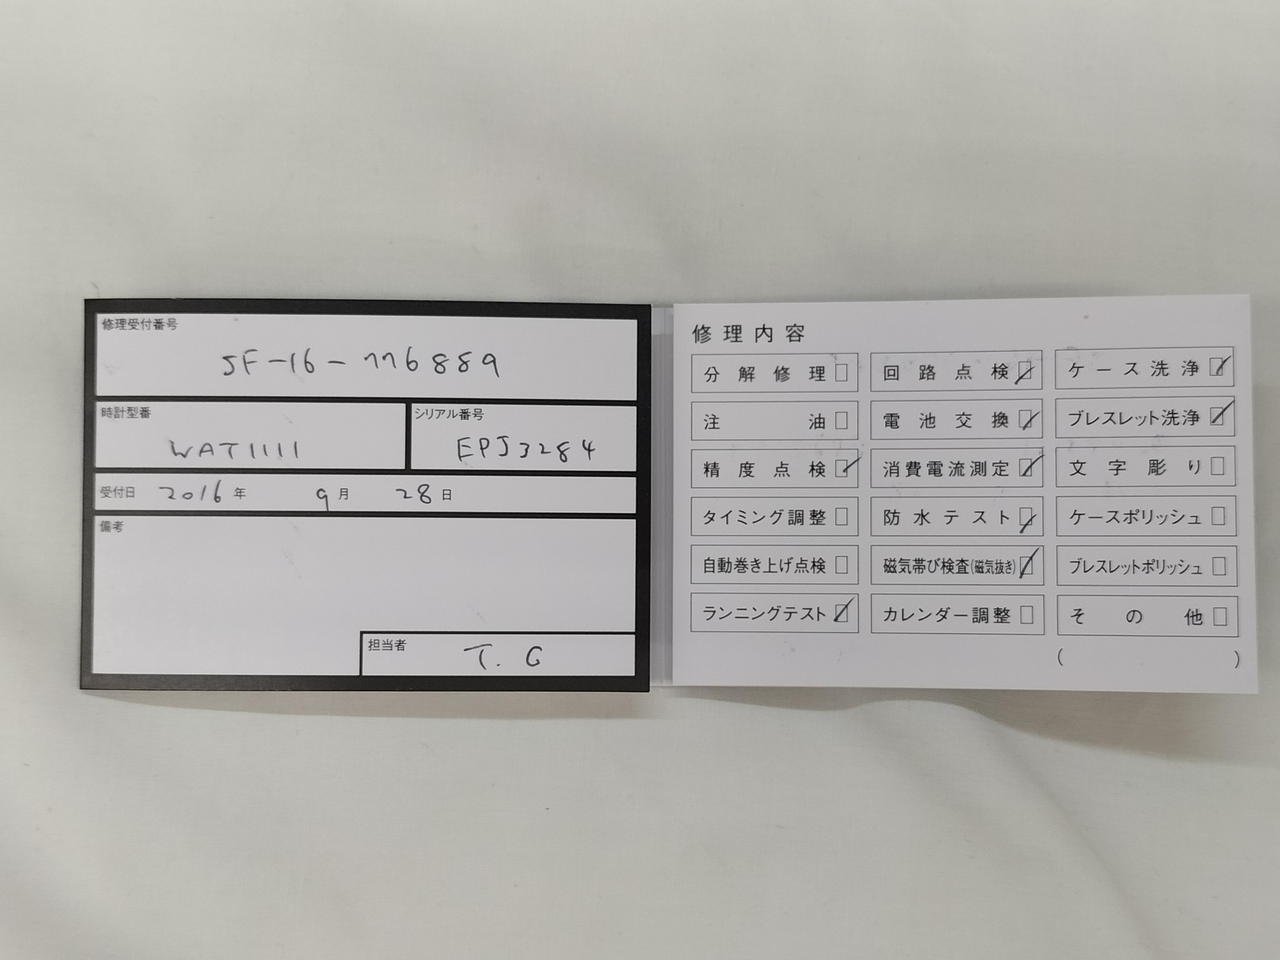 修理受付番号
SF-16-776889
時計型番
WAT1111
シリアル番号
EPJ3284
受付日 2016年 9月 28日
備考
担当者
T. G
修理内容
分解修理
回路点検
ケース洗浄
注油
電池交換
ブレスレット洗浄
精度点検
消費電流測定
文字彫り
タイミング調整
防水テスト
ケースポリッシュ
自動巻き上げ点検
磁気帯び検査(磁気抜き)
ブレスレットポリッシュ
ランニングテスト
カレンダー調整
その他
( )